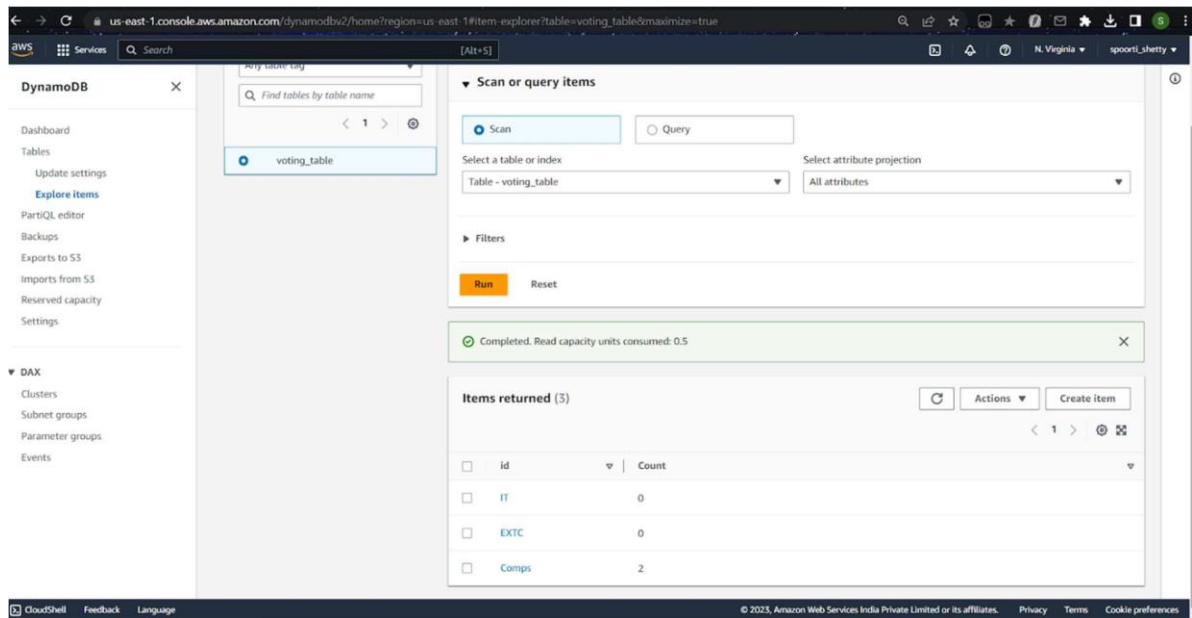 us-east-1.console.aws.amazon.com/dynamodbv2/home?region=us-east-1#item-explorer?table=voting_table&maximize=true
S
aws Services Search [Alt+S] N. Virginia spoorti_shetty
DynamoDB
Dashboard
Tables
Update settings
Explore items
PartiQL editor
Backups
Exports to S3
Imports from S3
Reserved capacity
Settings
DAX
Clusters
Subnet groups
Parameter groups
Events
Any table tag
Find tables by table name
1
voting_table
Scan or query items
Scan Query
Select a table or index Select attribute projection
Table - voting_table All attributes
Filters
Run Reset
Completed. Read capacity units consumed: 0.5
Items returned (3) Actions Create item
1
id Count
IT 0
EXTC 0
Comps 2
CloudShell Feedback Language © 2023, Amazon Web Services India Private Limited or its affiliates. Privacy Terms Cookie preferences